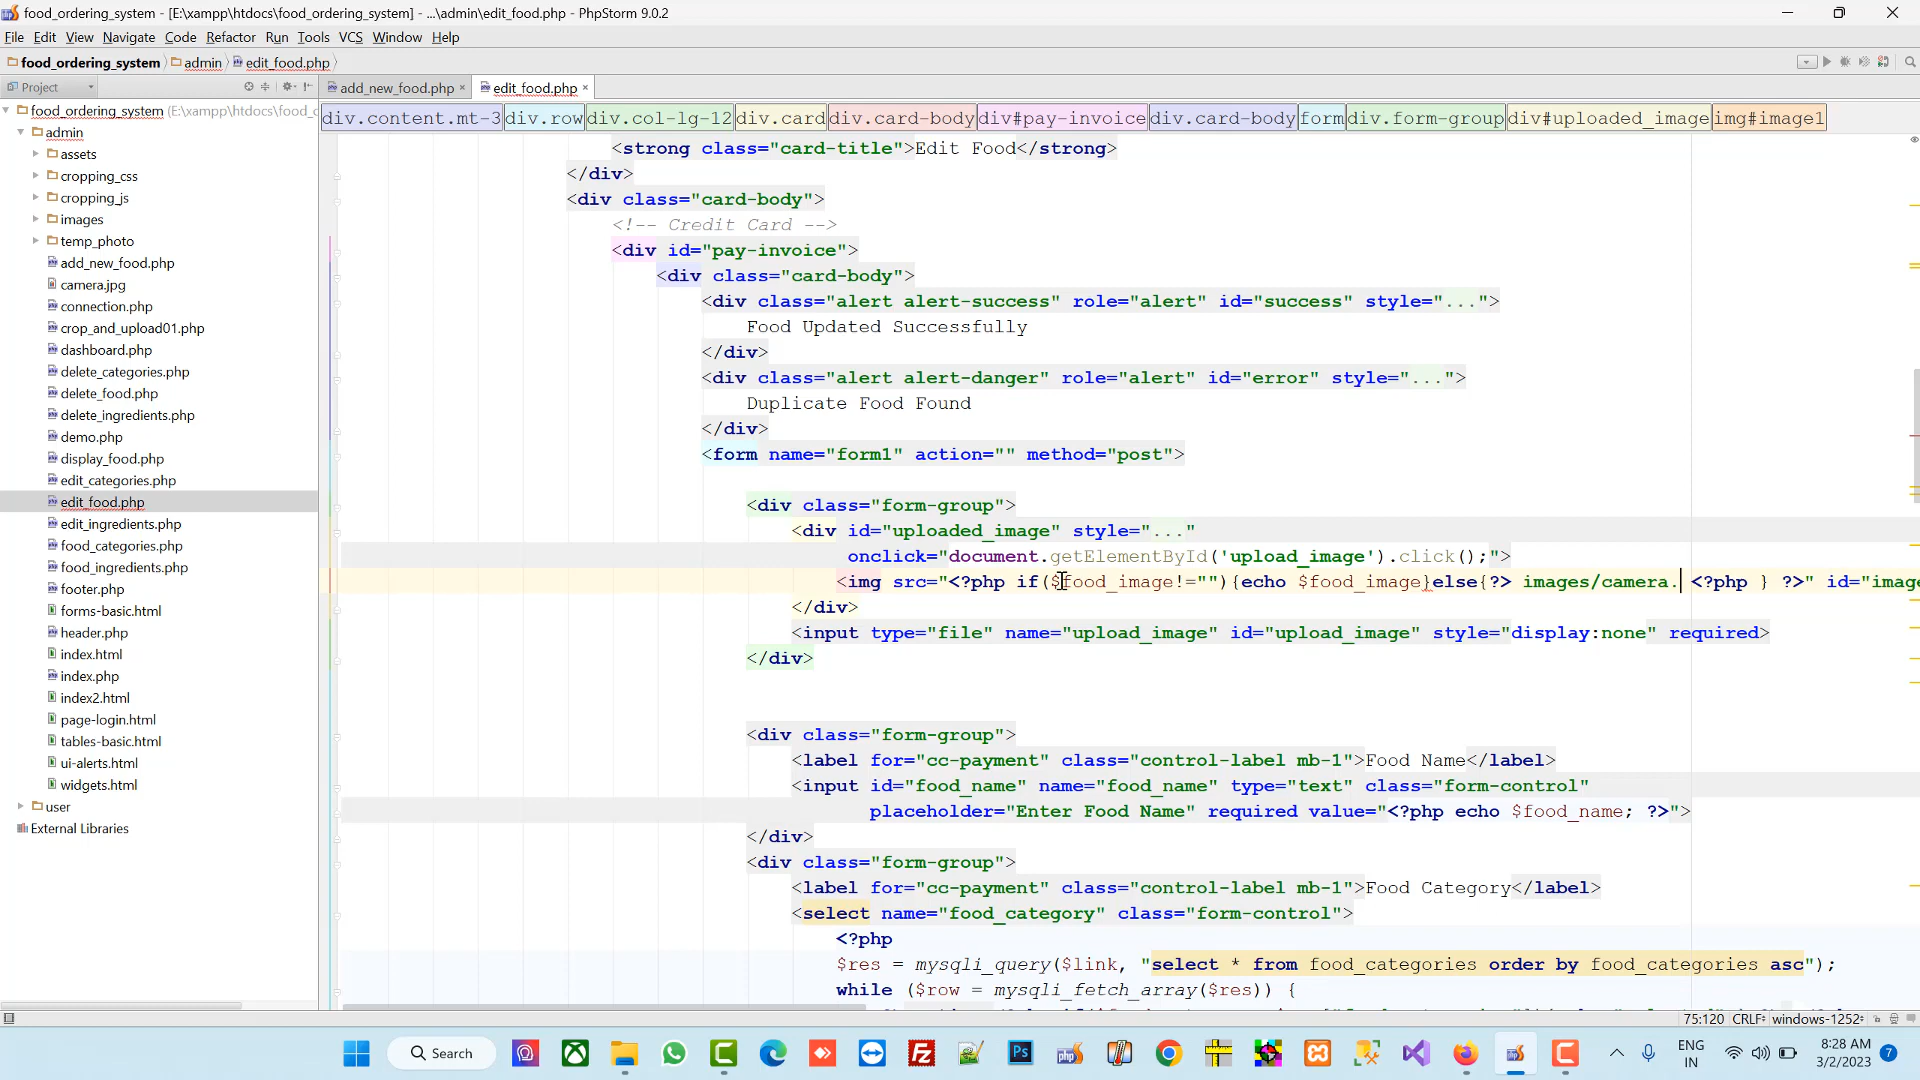 food_ordering_system - [E:\xampp\htdocs\food_ordering_system] - ...\admin\edit_food.php - PhpStorm 9.0.2
File Edit View Navigate Code Refactor Run Tools VCS Window Help
food_ordering_system admin edit_food.php
Project
add_new_food.php × edit_food.php ×
food_ordering_system (E:\xampp\htdocs\food_c
div.content.mt-3 div.row div.col-lg-12 div.card div.card-body div#pay-invoice div.card-body form div.form-group div#uploaded_image img#image1
admin
assets
cropping_css
cropping_js
images
temp_photo
add_new_food.php
camera.jpg
connection.php
crop_and_upload01.php
dashboard.php
delete_categories.php
delete_food.php
delete_ingredients.php
demo.php
display_food.php
edit_categories.php
edit_food.php
edit_ingredients.php
food_categories.php
food_ingredients.php
footer.php
forms-basic.html
header.php
index.html
index.php
index2.html
page-login.html
tables-basic.html
ui-alerts.html
widgets.html
user
External Libraries
<strong class="card-title">Edit Food</strong>
</div>
<div class="card-body">
<!-- Credit Card -->
<div id="pay-invoice">
<div class="card-body">
<div class="alert alert-success" role="alert" id="success" style="...">
Food Updated Successfully
</div>
<div class="alert alert-danger" role="alert" id="error" style="...">
Duplicate Food Found
</div>
<form name="form1" action="" method="post">
<div class="form-group">
<div id="uploaded_image" style="..."
onclick="document.getElementById('upload_image').click();">
<img src="<?php if($food_image!=""){echo $food_image}else{?> images/camera. <?php } ?>" id="image
</div>
<input type="file" name="upload_image" id="upload_image" style="display:none" required>
</div>
<div class="form-group">
<label for="cc-payment" class="control-label mb-1">Food Name</label>
<input id="food_name" name="food_name" type="text" class="form-control"
placeholder="Enter Food Name" required value="<?php echo $food_name; ?>">
</div>
<div class="form-group">
<label for="cc-payment" class="control-label mb-1">Food Category</label>
<select name="food_category" class="form-control">
<?php
$res = mysqli_query($link, "select * from food_categories order by food_categories asc");
while ($row = mysqli_fetch_array($res)) {
75:120 CRLF windows-1252
Search
ENG
IN
8:28 AM
3/2/2023
7